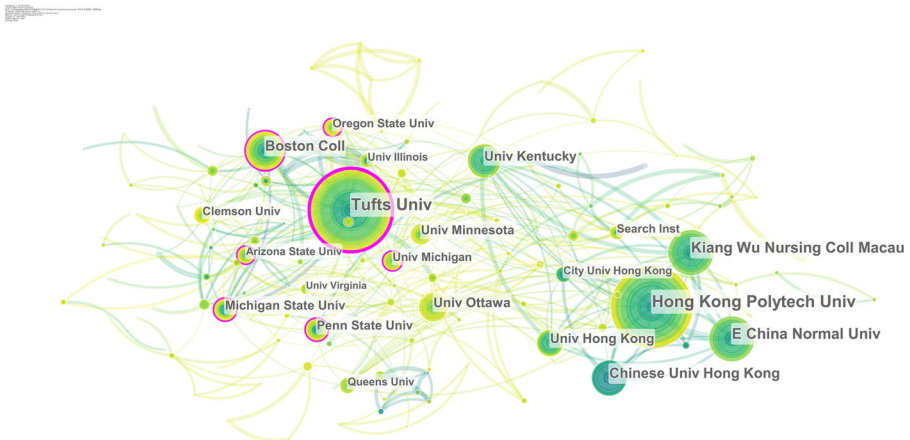 Oregon State Univ
Boston Coll
Univ Illinois
Univ Kentucky
Tufts Univ
Clemson Univ
Univ Minnesota
Search Inst
Arizona State Univ
Univ Michigan
Kiang Wu Nursing Coll Macau
City Univ Hong Kong
Univ Virginia
Michigan State Univ
Univ Ottawa
Hong Kong Polytech Univ
Penn State Univ
Univ Hong Kong
E China Normal Univ
Chinese Univ Hong Kong
Queens Univ